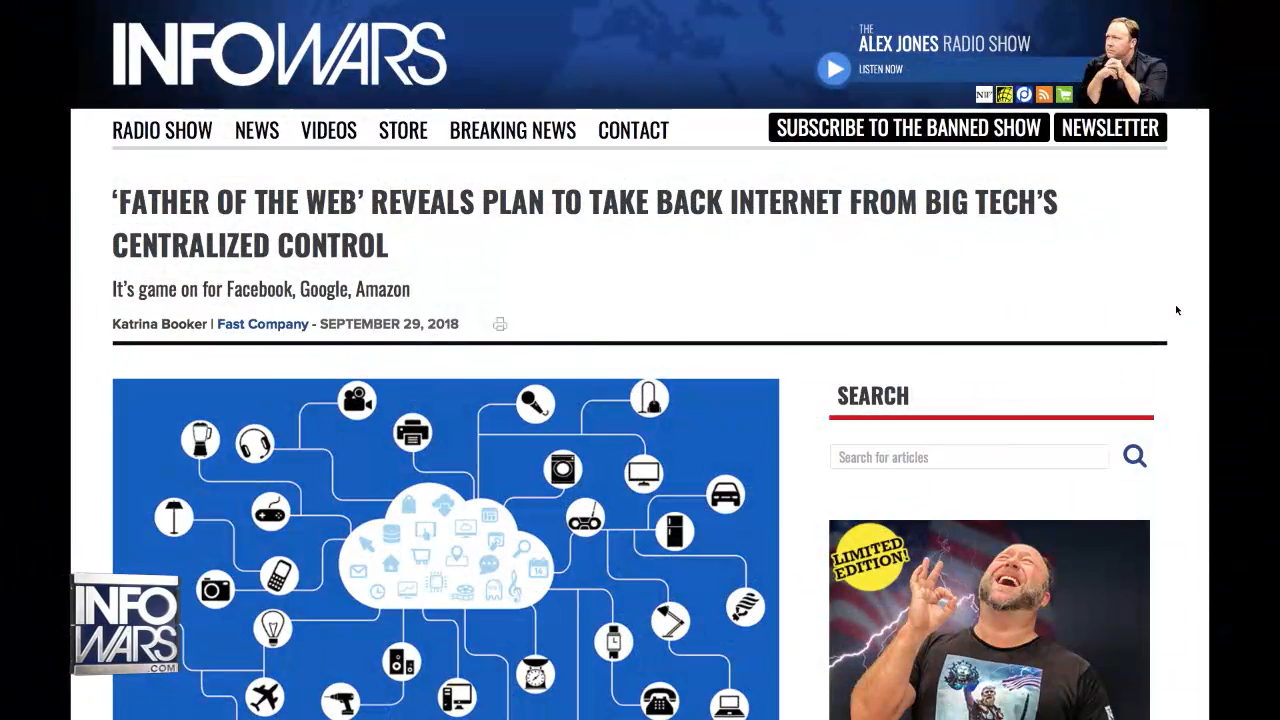 INFOWARS
THE
ALEX JONES RADIO SHOW
LISTEN NOW
RADIO SHOW NEWS VIDEOS STORE BREAKING NEWS CONTACT
SUBSCRIBE TO THE BANNED SHOW NEWSLETTER
‘FATHER OF THE WEB’ REVEALS PLAN TO TAKE BACK INTERNET FROM BIG TECH’S
CENTRALIZED CONTROL
It’s game on for Facebook, Google, Amazon
Katrina Booker | Fast Company - SEPTEMBER 29, 2018
SEARCH
Search for articles
LIMITED
EDITION!
14
INFO
WARS
.COM